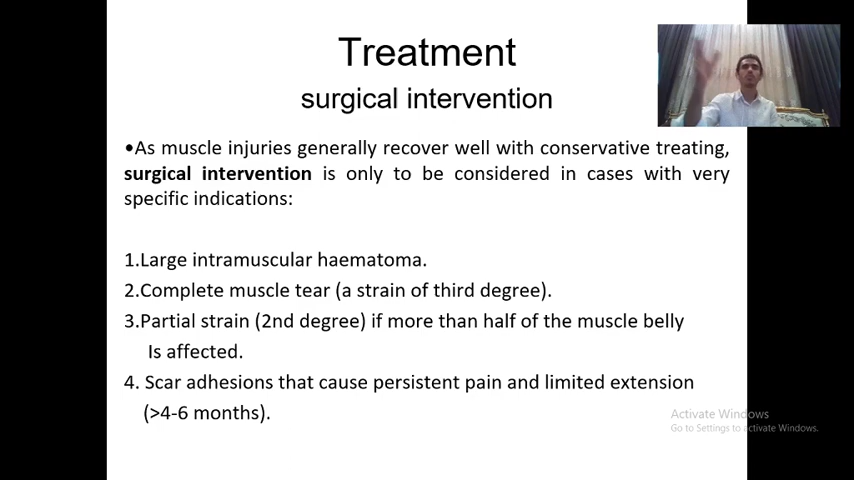 Treatment
surgical intervention
•As muscle injuries generally recover well with conservative treating,
surgical intervention is only to be considered in cases with very
specific indications:
1.Large intramuscular haematoma.
2.Complete muscle tear (a strain of third degree).
3.Partial strain (2nd degree) if more than half of the muscle belly
Is affected.
4. Scar adhesions that cause persistent pain and limited extension
(>4-6 months).
Activate Windows
Go to Settings to activate Windows.